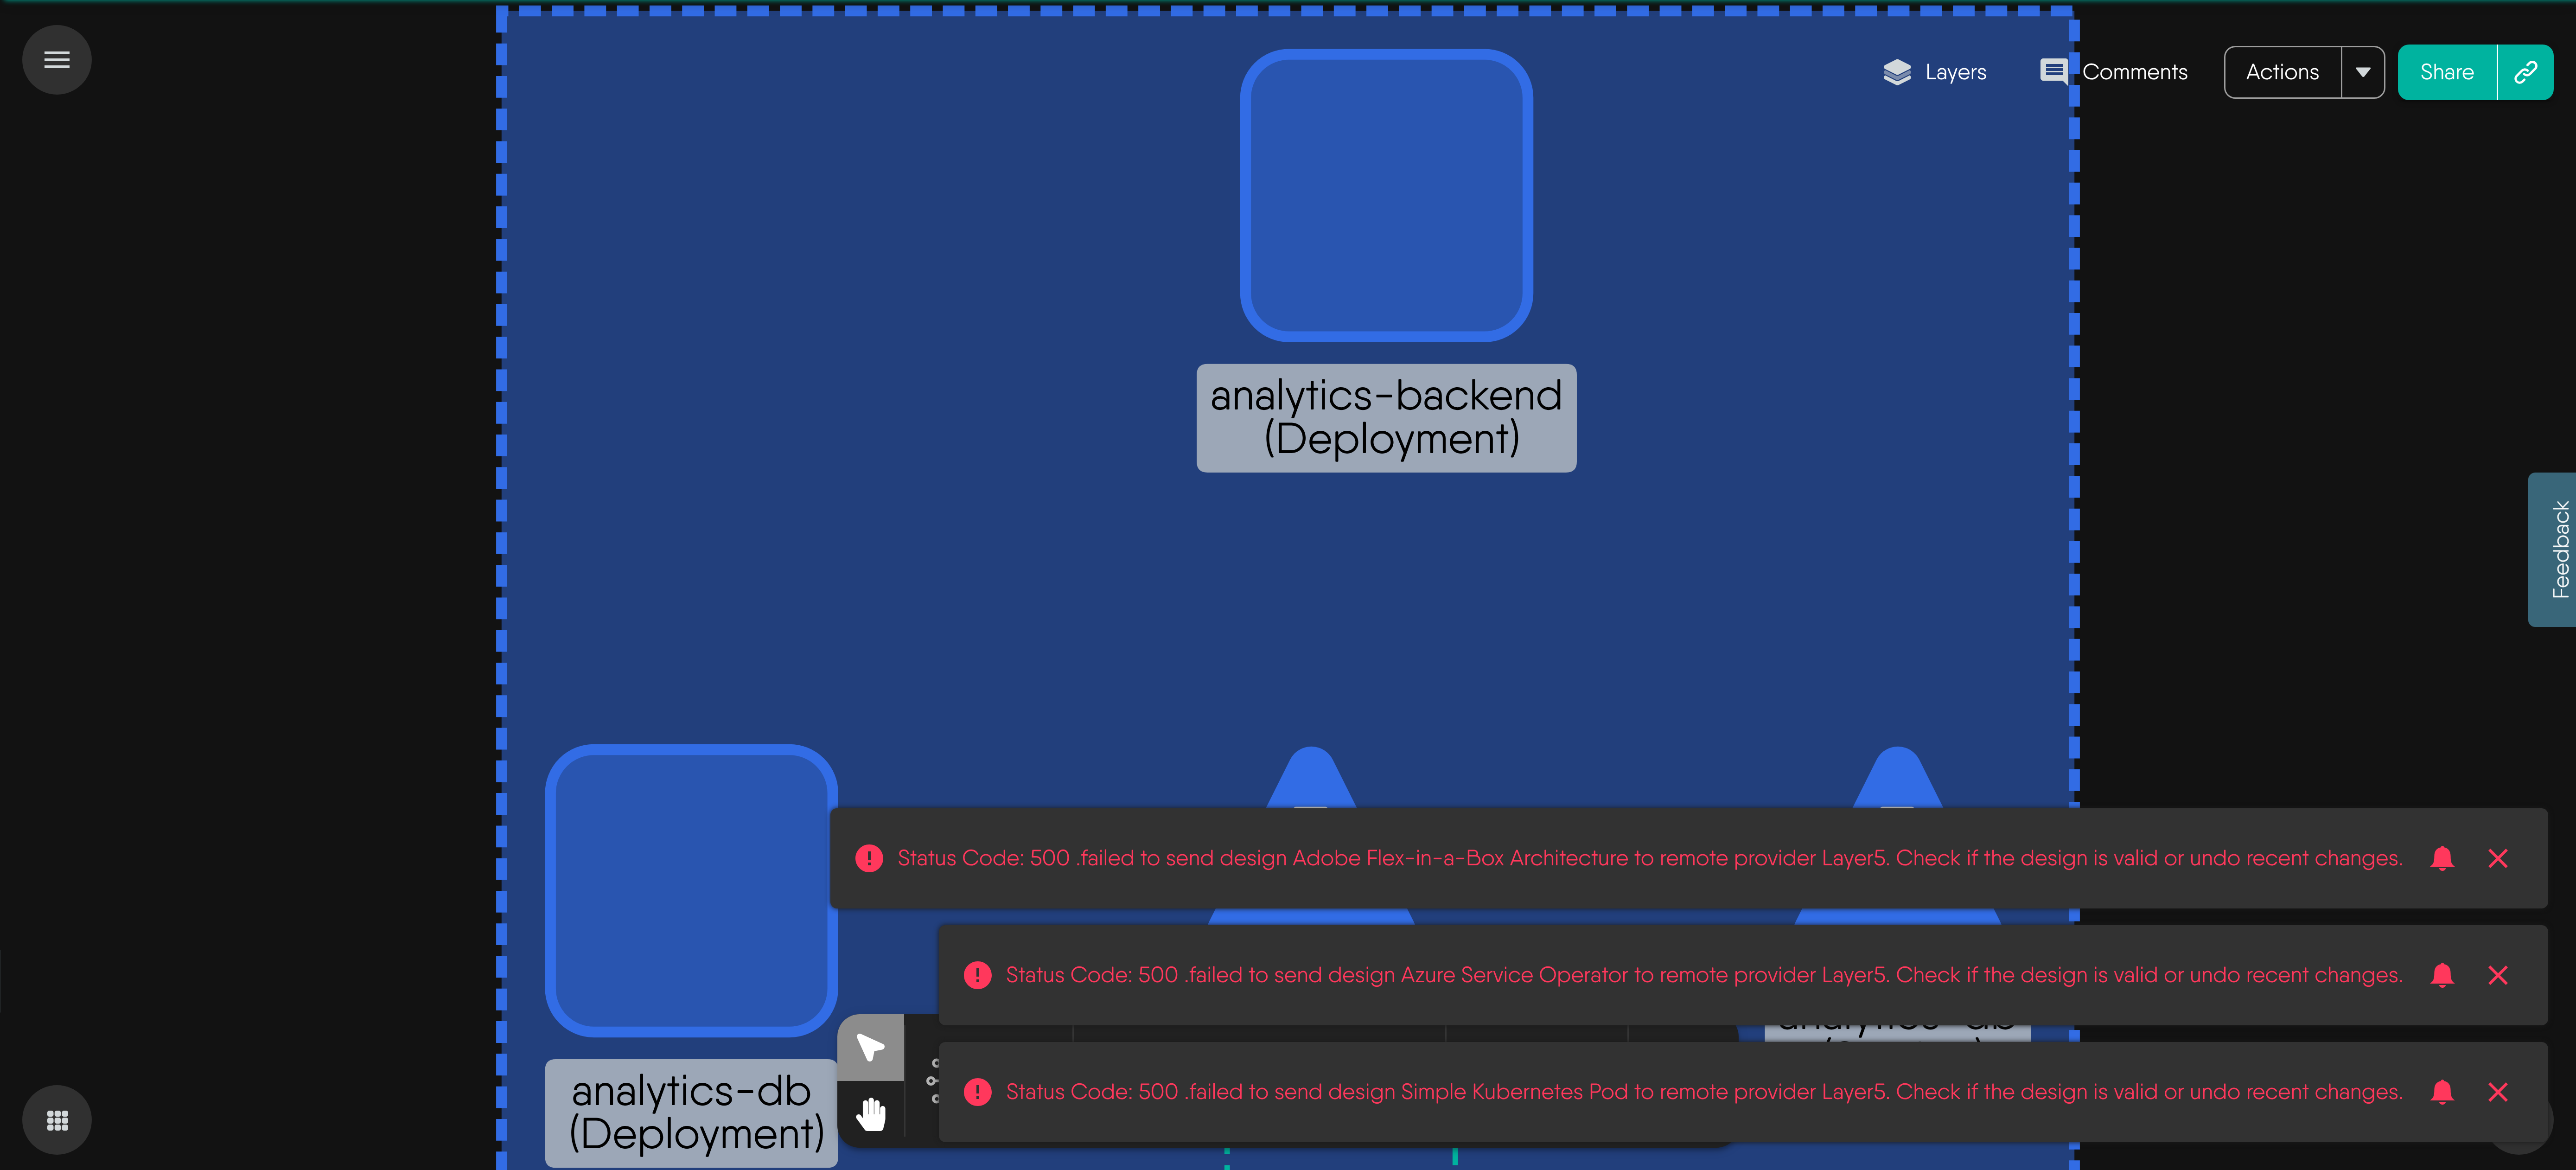 Layers
Comments
Actions
Share
analytics-backend
(Deployment)
Feedback
Status Code: 500 .failed to send design Adobe Flex-in-a-Box Architecture to remote provider Layer5. Check if the design is valid or undo recent changes.
Status Code: 500 .failed to send design Azure Service Operator to remote provider Layer5. Check if the design is valid or undo recent changes.
Status Code: 500 .failed to send design Simple Kubernetes Pod to remote provider Layer5. Check if the design is valid or undo recent changes.
analytics-db
(Deployment)